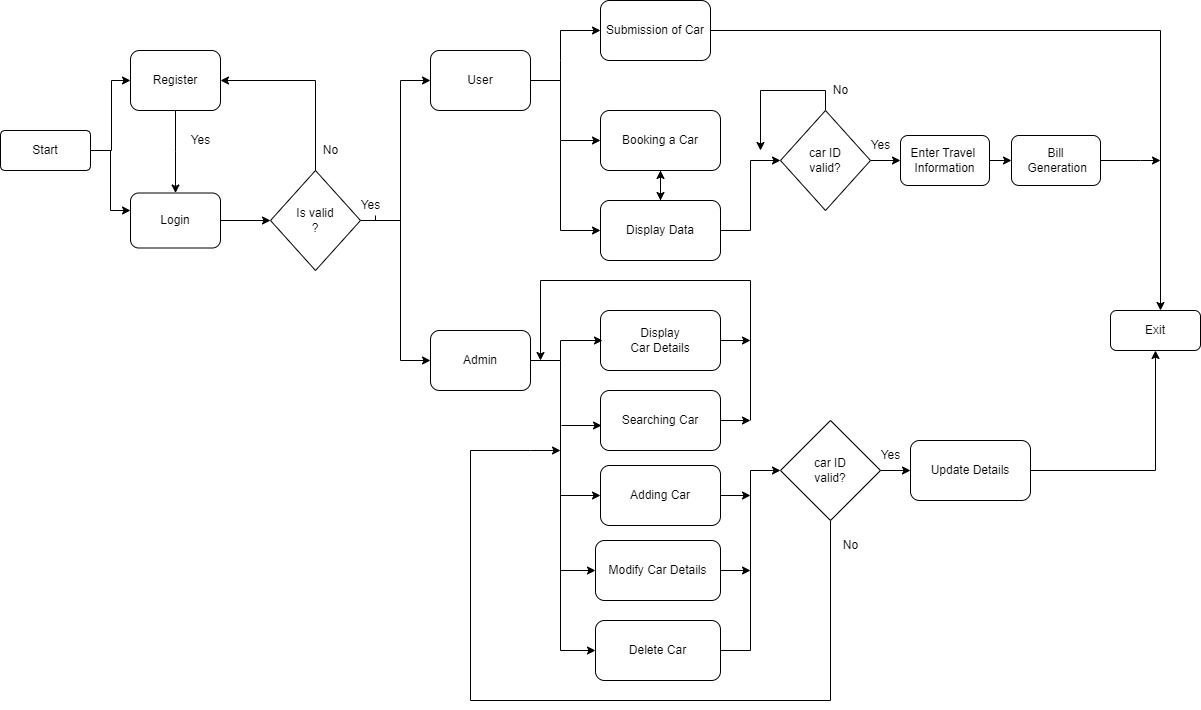 Submission of Car
Register
User
No
Start
Yes
Booking a Car
car ID
valid?
Yes
Enter Travel
Information
Bill
Generation
No
Login
Is valid
?
Yes
Display Data
Display
Car Details
Exit
Admin
Searching Car
car ID
valid?
Yes
Update Details
Adding Car
No
Modify Car Details
Delete Car